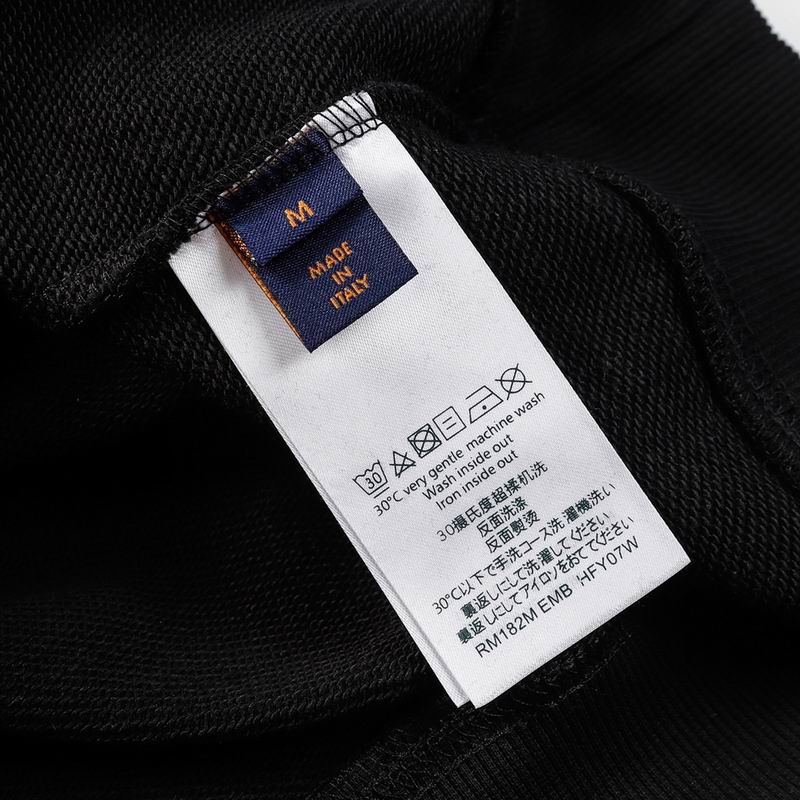 M
MADE
IN
ITALY
30
30°C very gentle machine wash
Wash inside out
Iron inside out
30摄氏度超揉机洗
反面洗涤
反面製烫
30℃以下で手洗コース洗濯機洗い
裏返しにして洗濯してください
裏返しにしてアイロンをおてでください
RM182M EMB HFY07W